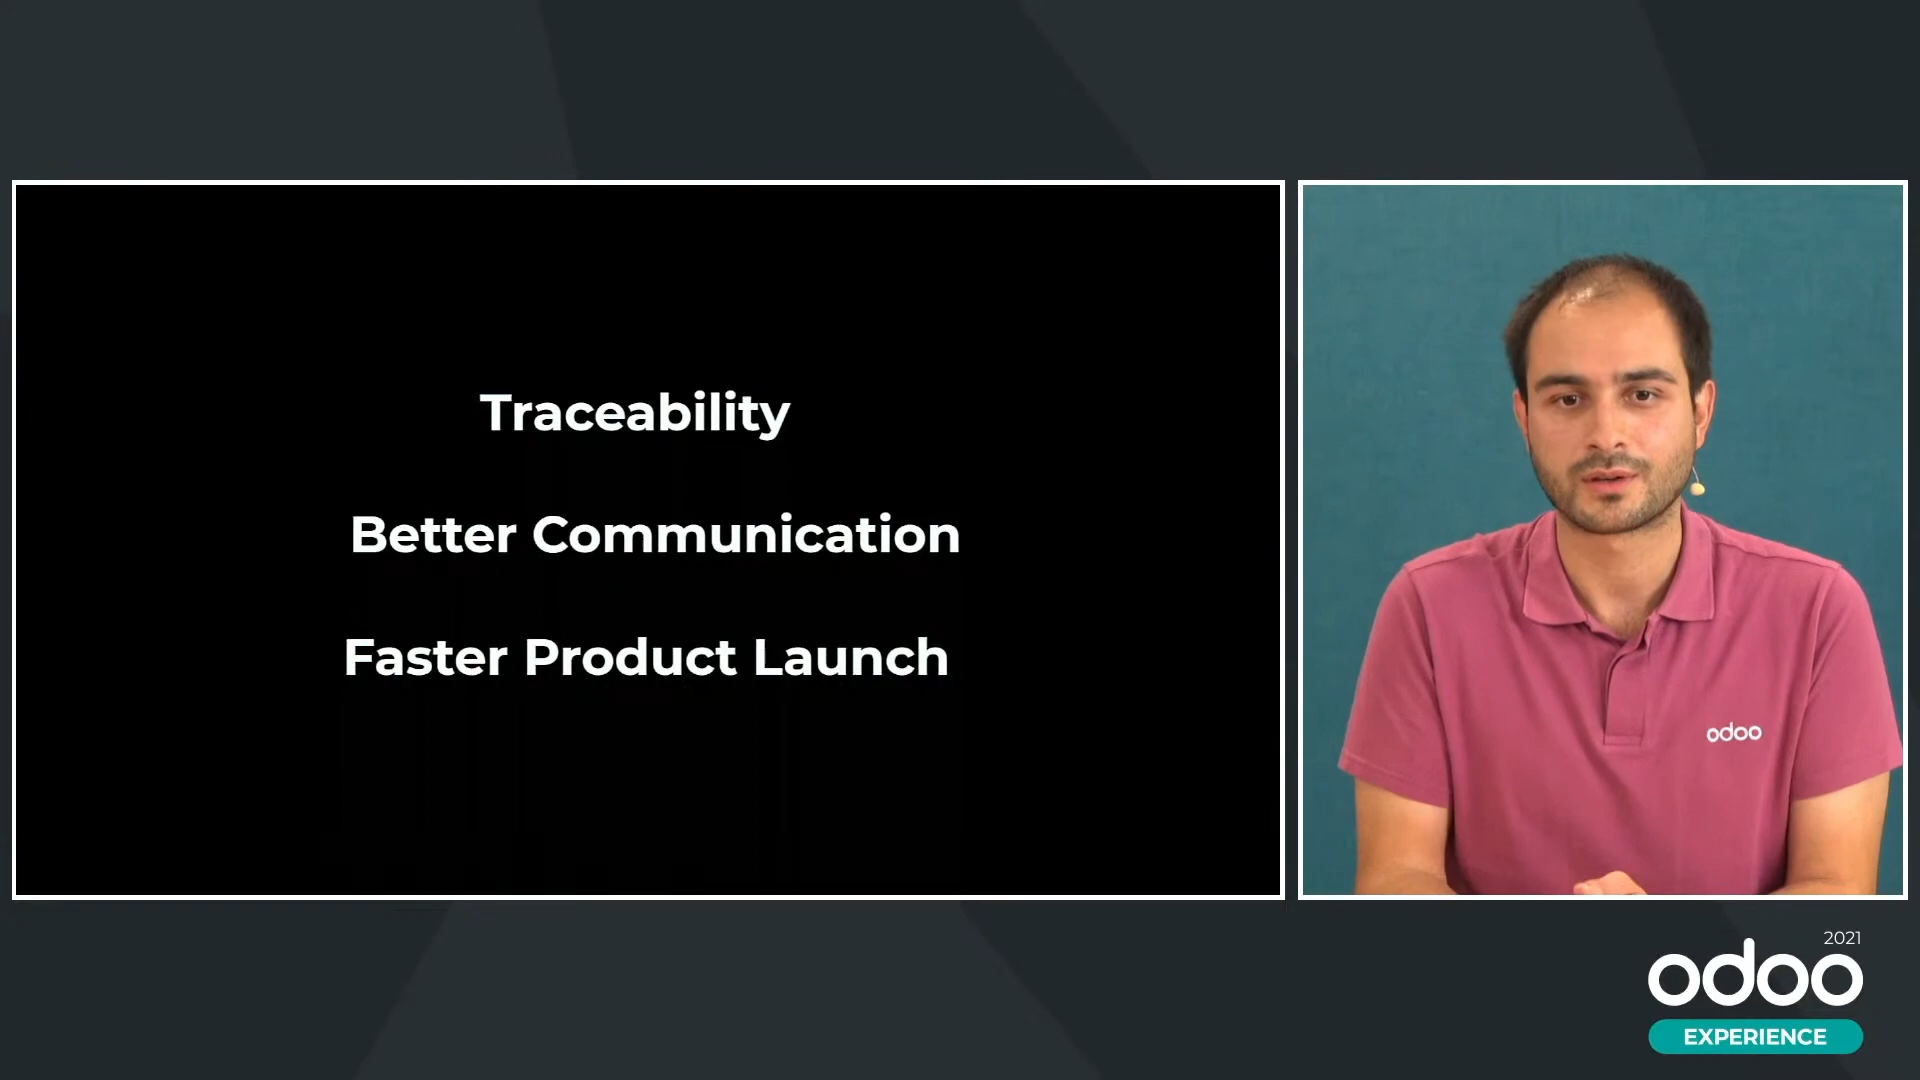 Traceability
Better Communication
Faster Product Launch
odoo
2021
odoo
EXPERIENCE